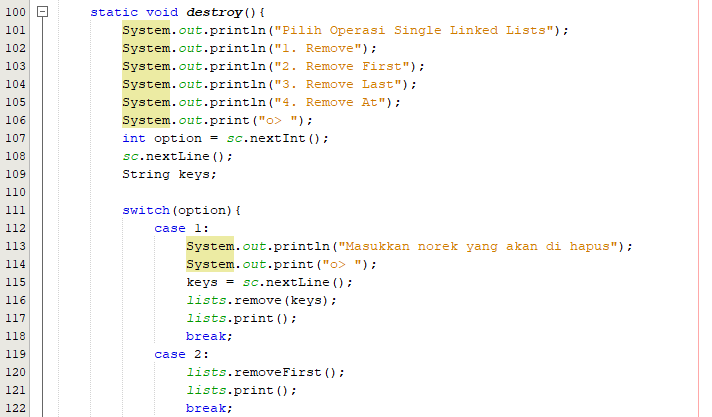 100 static void destroy(){
101 System.out.println("Pilih Operasi Single Linked Lists");
102 System.out.println("1. Remove");
103 System.out.println("2. Remove First");
104 System.out.println("3. Remove Last");
105 System.out.println("4. Remove At");
106 System.out.print("o> ");
107 int option = sc.nextInt();
108 sc.nextLine();
109 String keys;
110
111 switch(option){
112 case 1:
113 System.out.println("Masukkan norek yang akan di hapus");
114 System.out.print("o> ");
115 keys = sc.nextLine();
116 lists.remove(keys);
117 lists.print();
118 break;
119 case 2:
120 lists.removeFirst();
121 lists.print();
122 break;